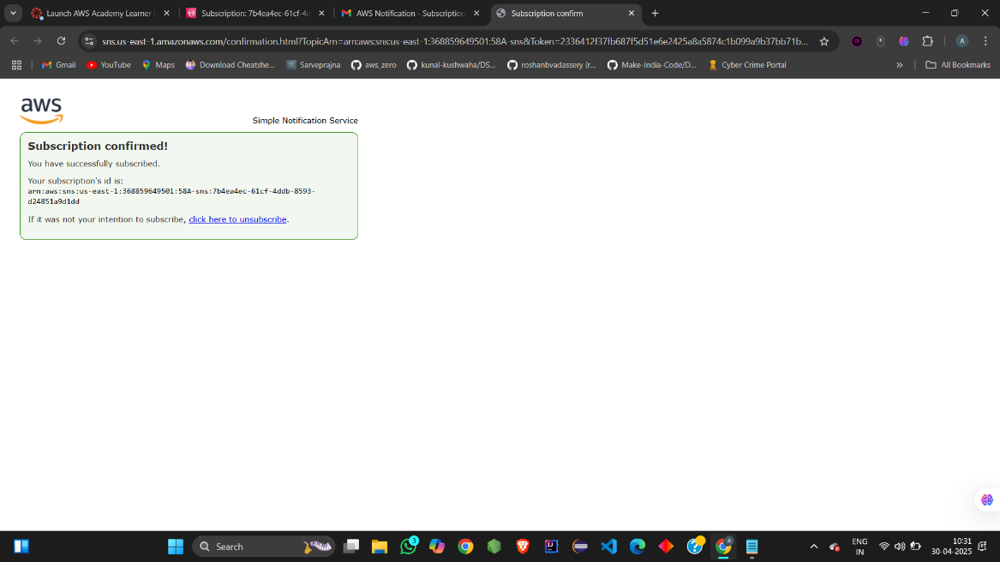 Launch AWS Academy Learner
Subscription: 7b4ea4ec-61cf-4d
AWS Notification - Subscription
Subscription confirm
sns.us-east-1.amazonaws.com/confirmation.html?TopicArn=arn:aws:sns:us-east-1:368859649501:58A-sns&Token=2336412f37fb687f5d51e6e2425a8a5874c1b099a9b37bb71b...
Gmail
YouTube
Maps
Download Cheatshe...
Sarveprajna
aws_zero
kunal-kushwaha/DS...
roshanbvadassery (r...
Make-India-Code/D...
Cyber Crime Portal
»
All Bookmarks
A
aws
Simple Notification Service
Subscription confirmed!
You have successfully subscribed.
Your subscription's id is:
arn:aws:sns:us-east-1:368859649501:58A-sns:7b4ea4ec-61cf-4ddb-8593-
d24851a9d1dd
If it was not your intention to subscribe, click here to unsubscribe.
Search
3
A
ENG
IN
10:31
30-04-2025